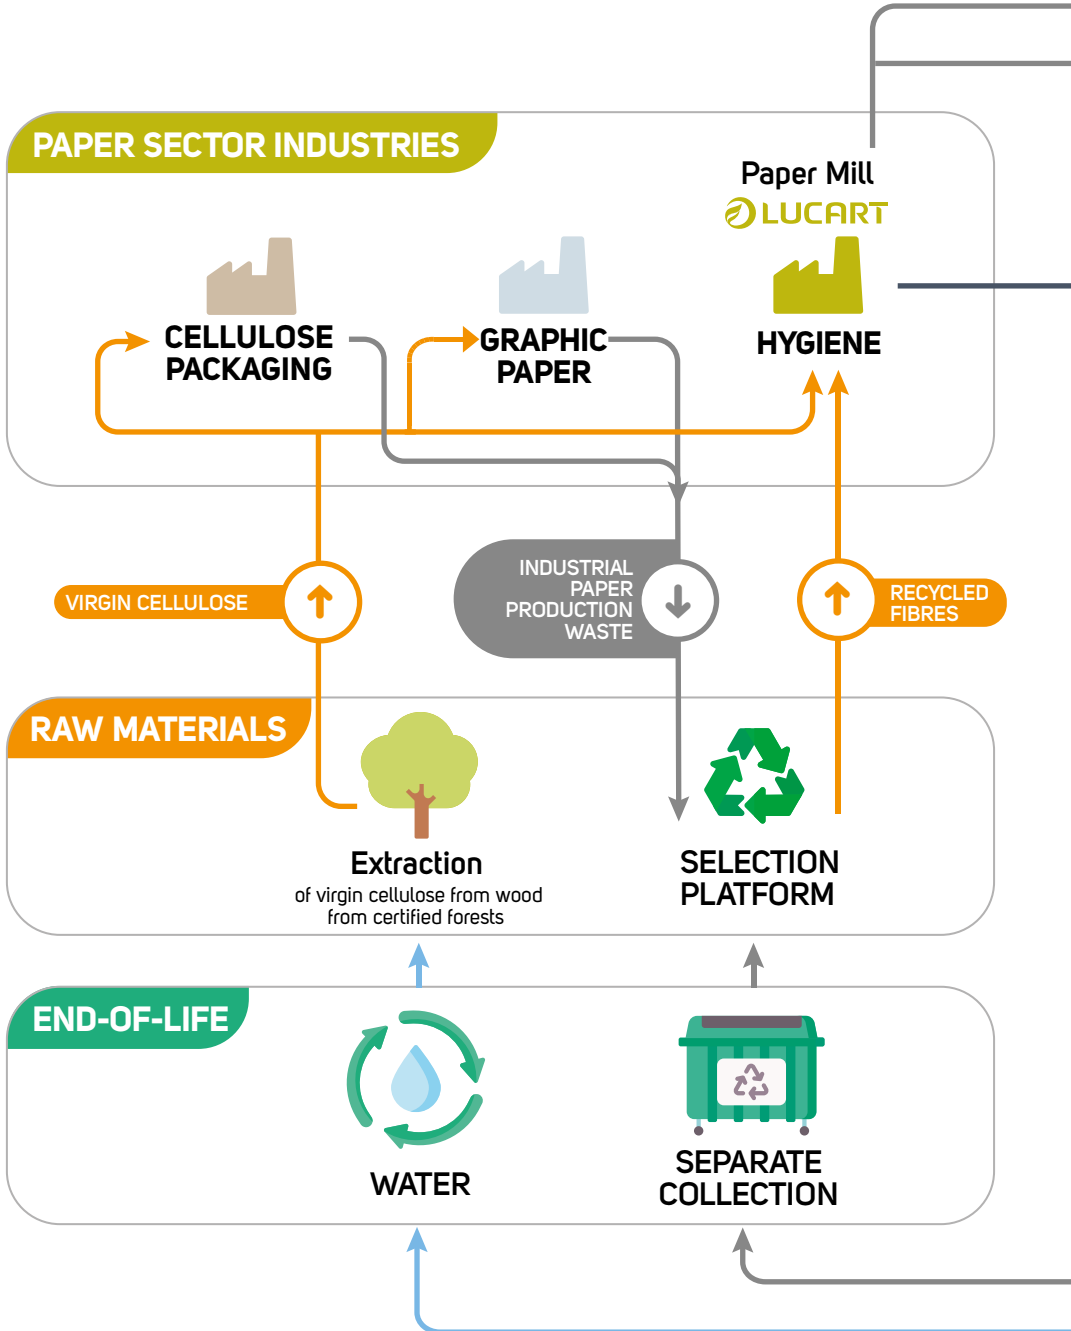 PAPER SECTOR INDUSTRIES
Paper Mill
LUCART
CELLULOSE
PACKAGING
GRAPHIC
PAPER
HYGIENE
VIRGIN CELLULOSE
INDUSTRIAL
PAPER
PRODUCTION
WASTE
RECYCLED
FIBRES
RAW MATERIALS
Extraction
of virgin cellulose from wood
from certified forests
SELECTION
PLATFORM
END-OF-LIFE
WATER
SEPARATE
COLLECTION